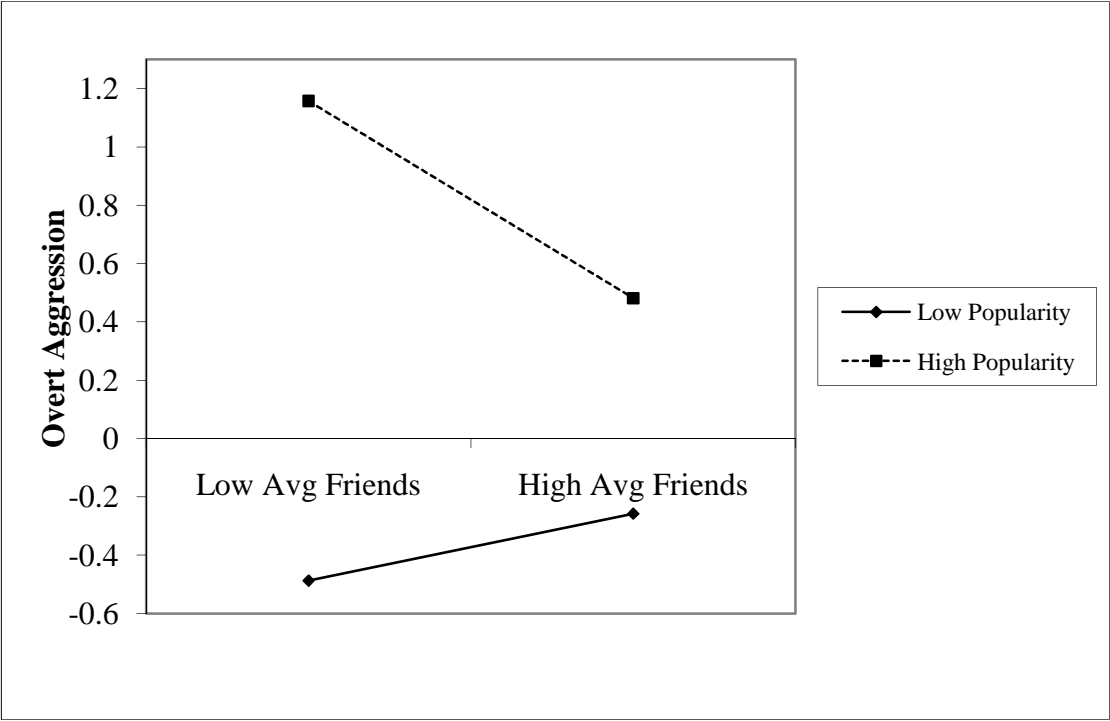 1.2
1
0.8
0.6
0.4
0.2
0
-0.2
-0.4
-0.6
Overt Aggression
Low Avg Friends
High Avg Friends
Low Popularity
High Popularity